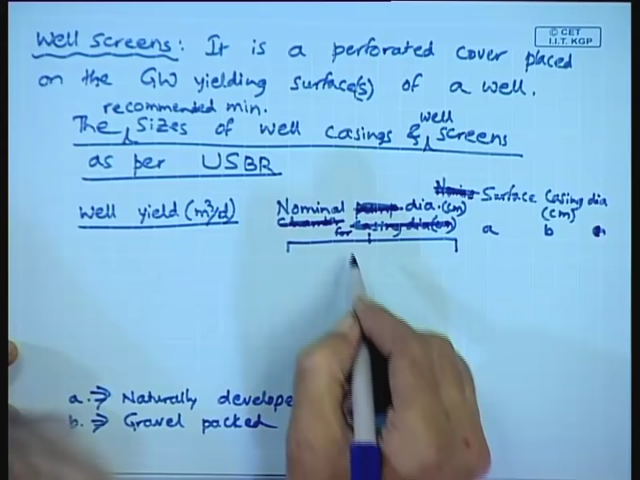 © CET
I.I.T. KGP
Well Screens: It is a perforated cover placed
on the GW yielding surface(s) of a well.
The recommended min. sizes of well casings & well screens
as per USBR
Well yield (m³/d) Nominal dia. (cm) for Surface Casing dia (cm)
a b
a. ⇒ Naturally develope
b. ⇒ Gravel packed